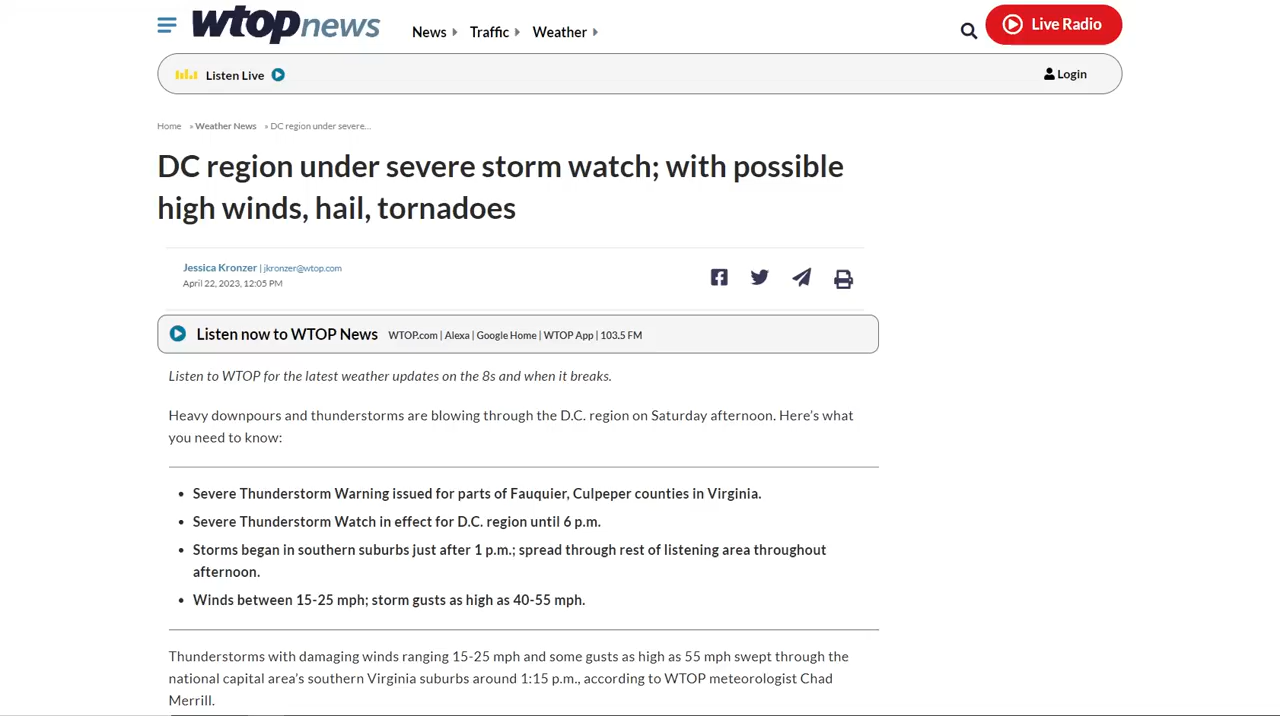 wtop news
News
Traffic
Weather
Live Radio
Listen Live
Login
Home » Weather News » DC region under severe...
DC region under severe storm watch; with possible
high winds, hail, tornadoes
Jessica Kronzer | jkronzer@wtop.com
April 22, 2023, 12:05 PM
Listen now to WTOP News WTOP.com | Alexa | Google Home | WTOP App | 103.5 FM
Listen to WTOP for the latest weather updates on the 8s and when it breaks.
Heavy downpours and thunderstorms are blowing through the D.C. region on Saturday afternoon. Here’s what
you need to know:
• Severe Thunderstorm Warning issued for parts of Fauquier, Culpeper counties in Virginia.
• Severe Thunderstorm Watch in effect for D.C. region until 6 p.m.
• Storms began in southern suburbs just after 1 p.m.; spread through rest of listening area throughout
afternoon.
• Winds between 15-25 mph; storm gusts as high as 40-55 mph.
Thunderstorms with damaging winds ranging 15-25 mph and some gusts as high as 55 mph swept through the
national capital area’s southern Virginia suburbs around 1:15 p.m., according to WTOP meteorologist Chad
Merrill.